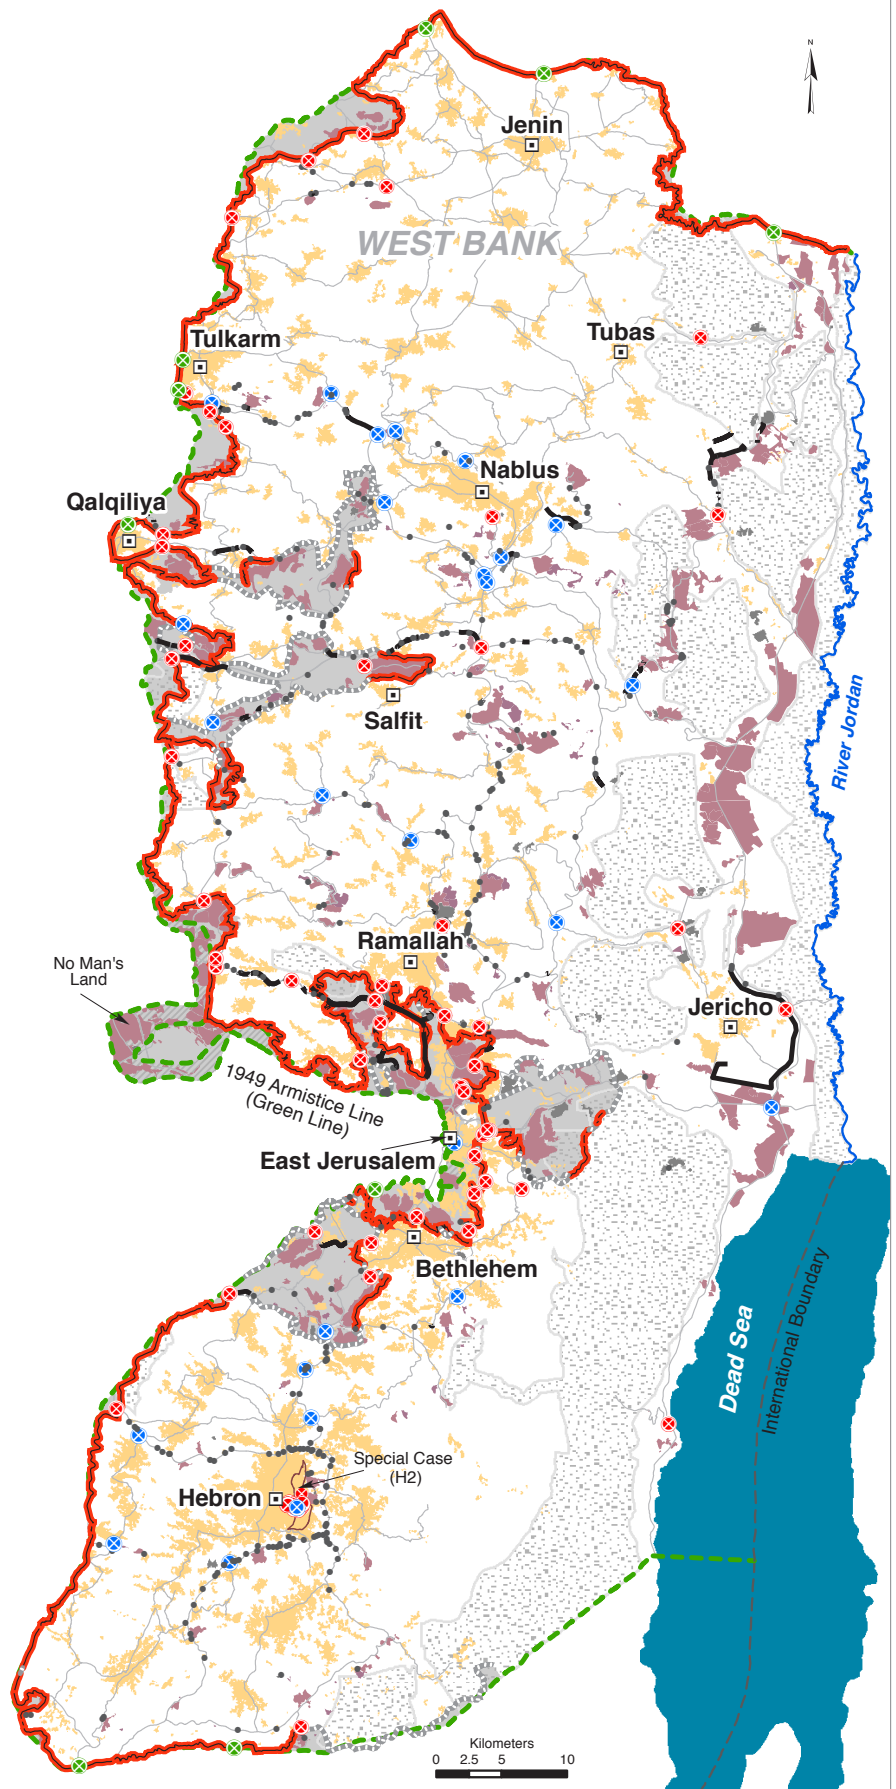 N
Jenin
WEST BANK
Tubas
Tulkarm
Nablus
Qalqiliya
Salfit
River Jordan
Ramallah
No Man's
Land
Jericho
1949 Armistice Line
(Green Line)
East Jerusalem
Bethlehem
International Boundary
Dead Sea
Special Case
(H2)
Hebron
Kilometers
0 2.5 5 10